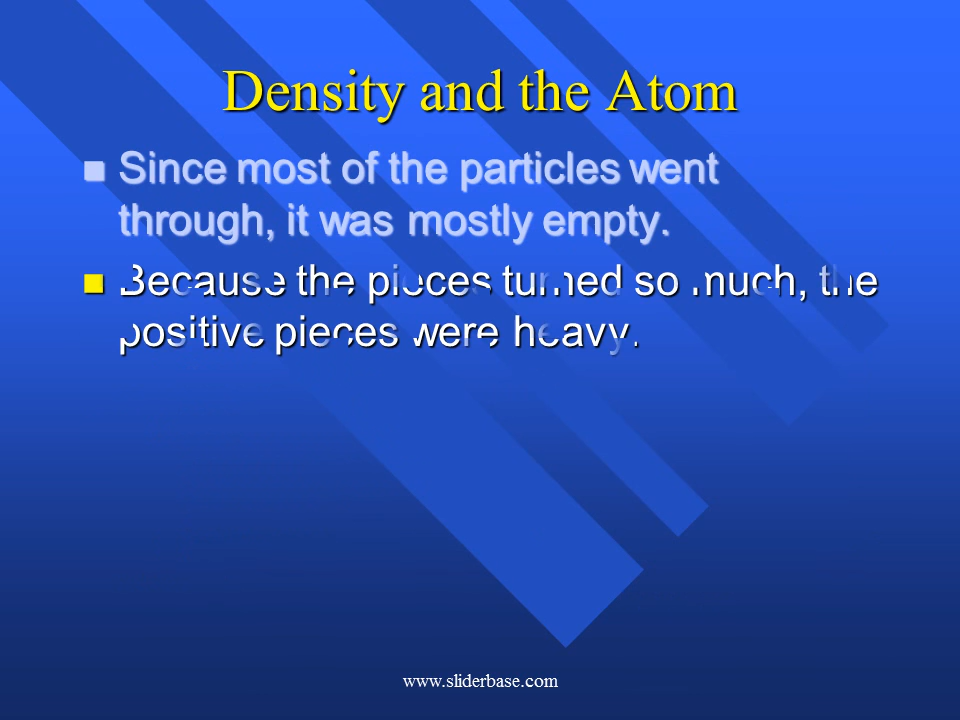 Density and the Atom
Since most of the particles went
through, it was mostly empty.
Because the pieces turned so much, the
positive pieces were heavy.
www.sliderbase.com